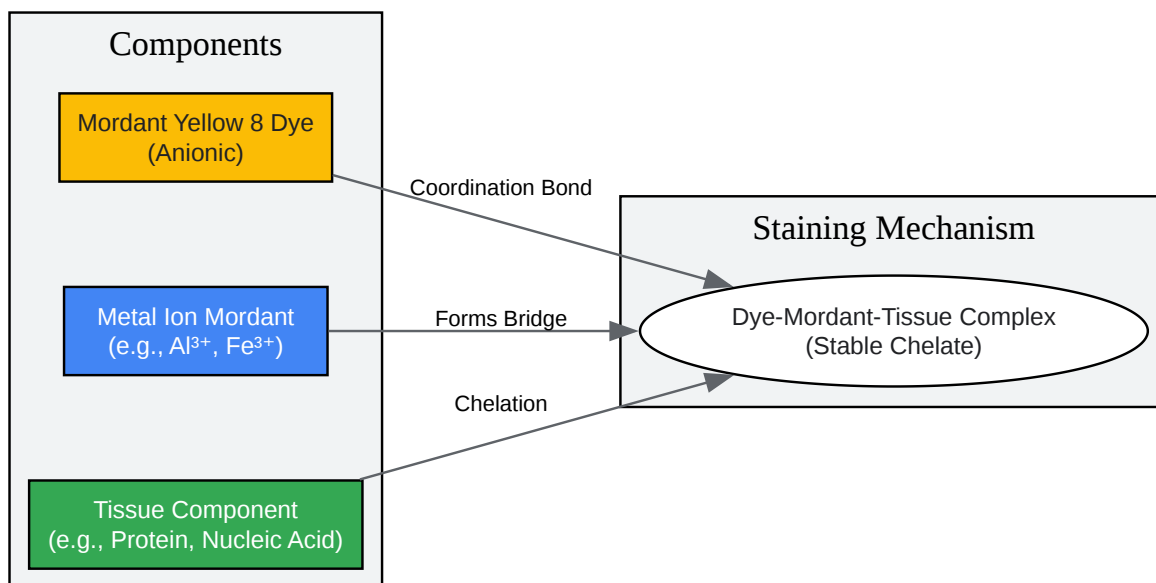 Components
Mordant Yellow 8 Dye
(Anionic)
Coordination Bond
Staining Mechanism
Metal Ion Mordant
(e.g., Al³⁺, Fe³⁺)
Forms Bridge
Dye-Mordant-Tissue Complex
(Stable Chelate)
Chelation
Tissue Component
(e.g., Protein, Nucleic Acid)